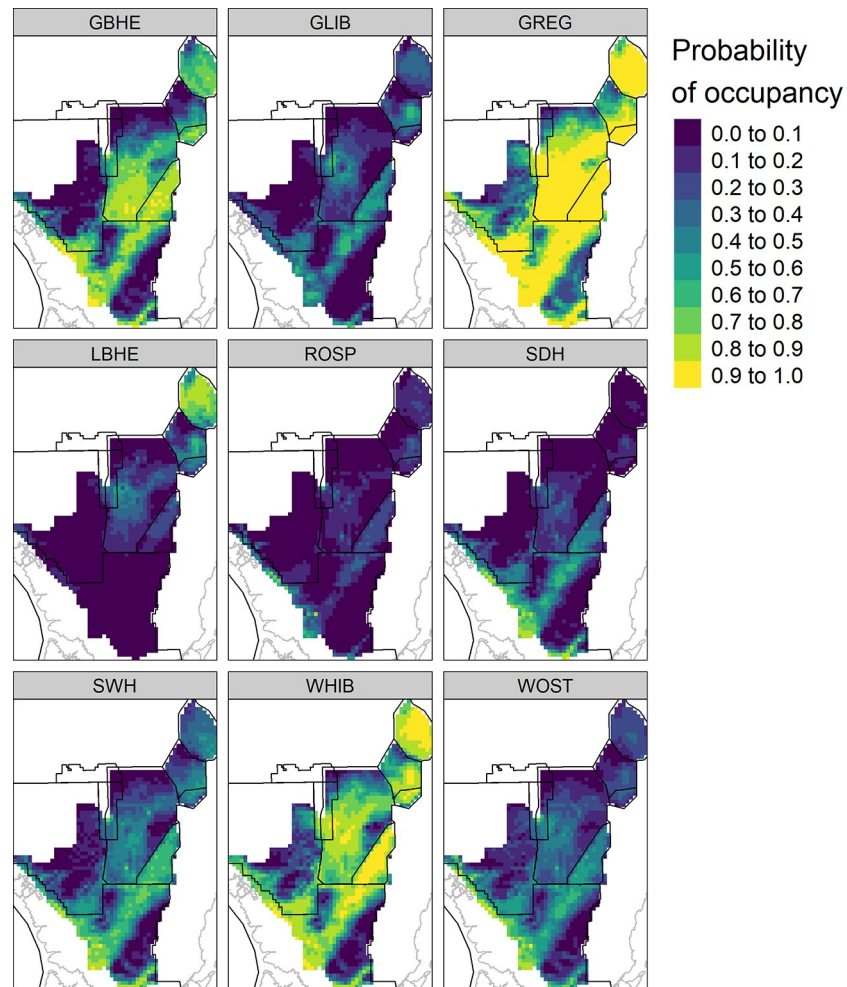 GBHE GLIB GREG
Probability
of occupancy
0.0 to 0.1
0.1 to 0.2
0.2 to 0.3
0.3 to 0.4
0.4 to 0.5
0.5 to 0.6
0.6 to 0.7
0.7 to 0.8
0.8 to 0.9
0.9 to 1.0
LBHE ROSP SDH
SWH WHIB WOST